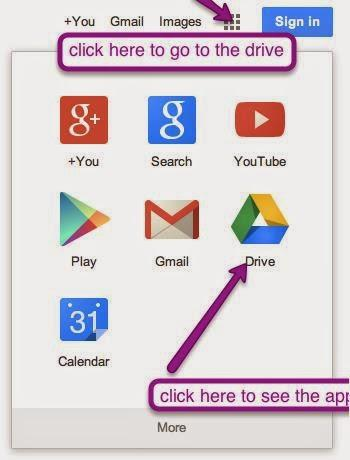 +You Gmail Images Sign in
click here to go to the drive
g+ g
+You Search YouTube
Play Gmail Drive
31
Calendar
click here to see the app
More